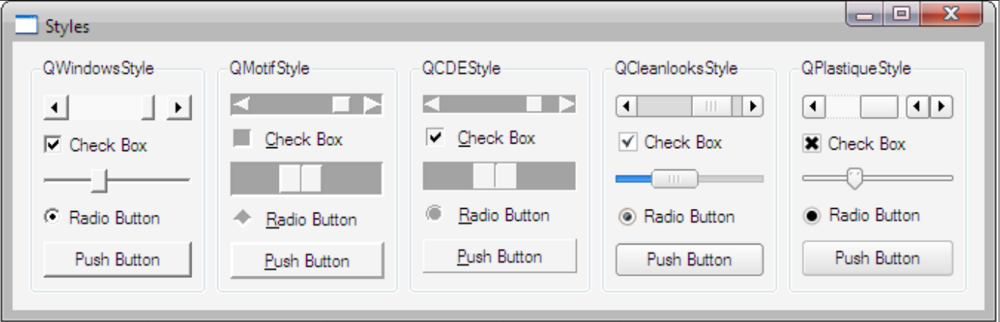 Styles
QWindowsStyle
Check Box
Radio Button
Push Button
QMotifStyle
Check Box
Radio Button
Push Button
QCDEStyle
Check Box
Radio Button
Push Button
QCleanlooksStyle
Check Box
Radio Button
Push Button
QPlastiqueStyle
Check Box
Radio Button
Push Button